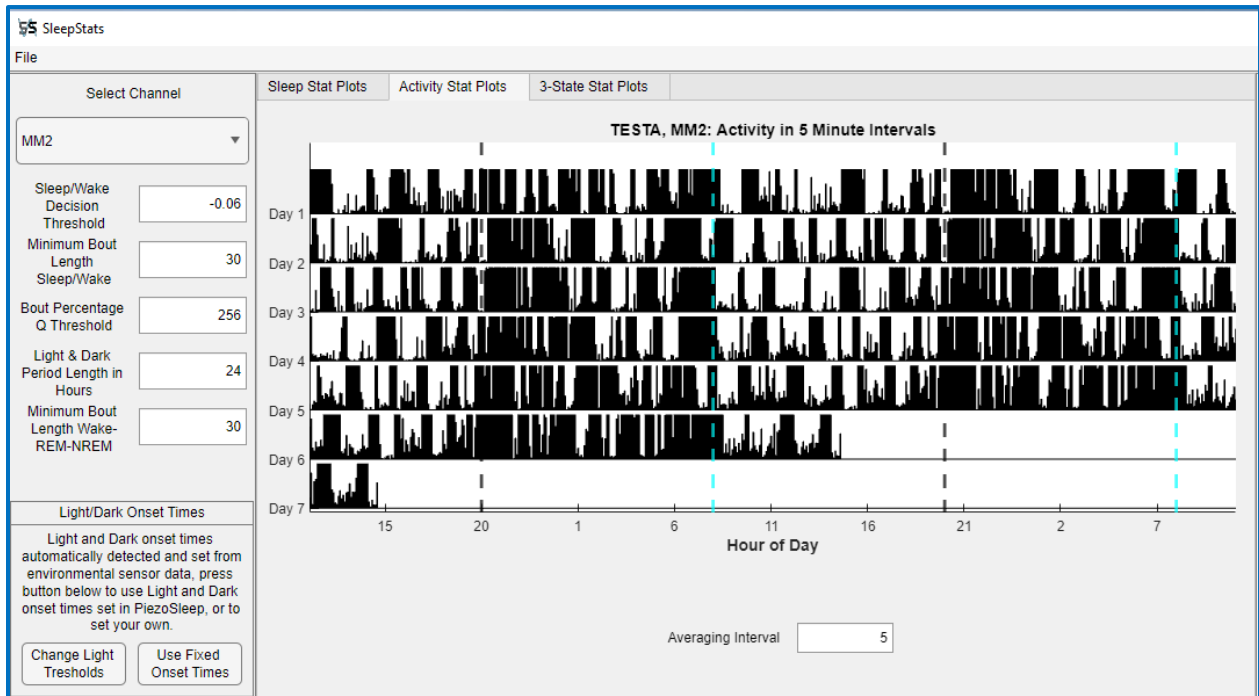 SleepStats
File
Select Channel
MM2
Sleep/Wake
Decision
Threshold
-0.06
Minimum Bout
Length
Sleep/Wake
30
Bout Percentage
Q Threshold
256
Light & Dark
Period Length in
Hours
24
Minimum Bout
Length Wake-
REM-NREM
30
Light/Dark Onset Times
Light and Dark onset times
automatically detected and set from
environmental sensor data, press
button below to use Light and Dark
onset times set in PiezoSleep, or to
set your own.
Change Light
Tresholds
Use Fixed
Onset Times
Sleep Stat Plots
Activity Stat Plots
3-State Stat Plots
TESTA, MM2: Activity in 5 Minute Intervals
Day 1
Day 2
Day 3
Day 4
Day 5
Day 6
Day 7
15 20 1 6 11 16 21 2 7
Hour of Day
Averaging Interval
5